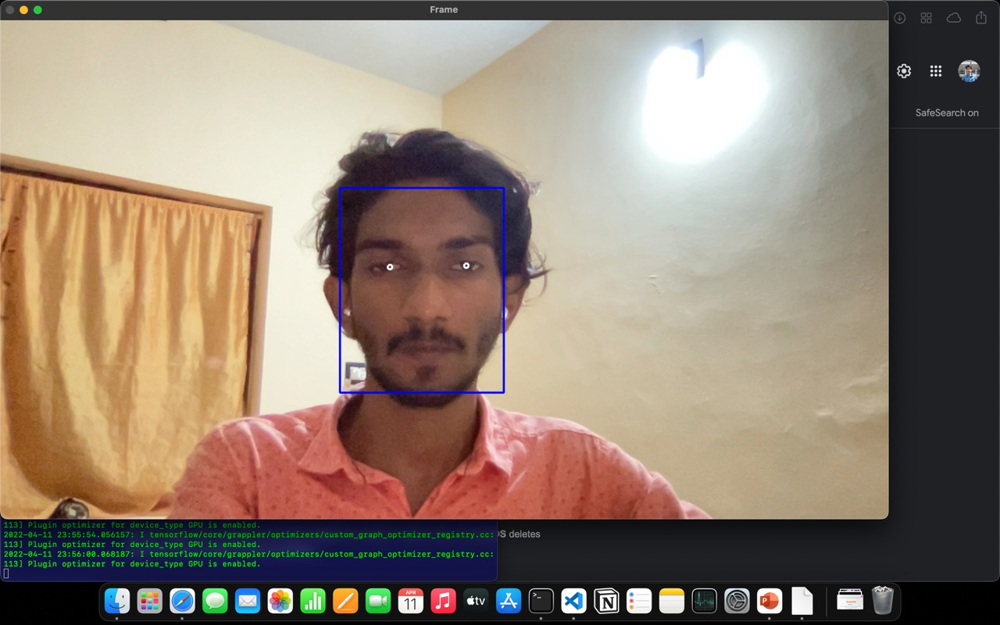 Frame
SafeSearch on
113] Plugin optimizer for device_type GPU is enabled.
2022-04-11 23:55:54.056157: I tensorflow/core/grappler/optimizers/custom_graph_optimizer_registry.cc:
113] Plugin optimizer for device_type GPU is enabled.
2022-04-11 23:56:00.068187: I tensorflow/core/grappler/optimizers/custom_graph_optimizer_registry.cc:
113] Plugin optimizer for device_type GPU is enabled.
OS deletes
APR
11
tv
>_
N
P